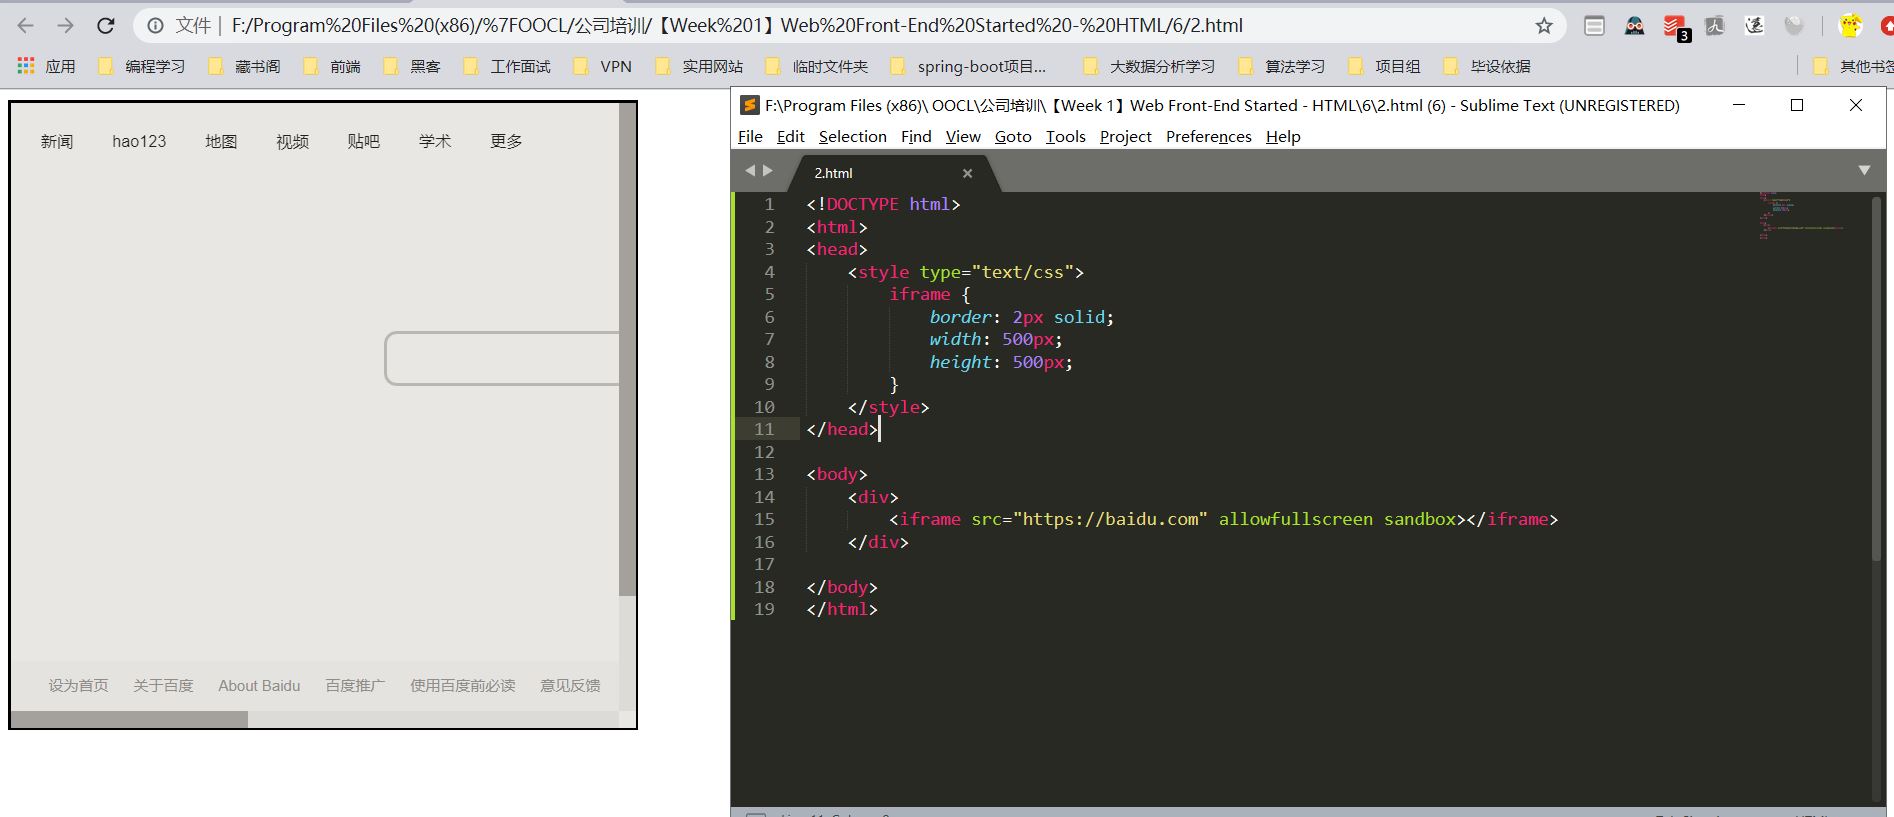 文件 | F:/Program%20Files%20(x86)/%7FOOCL/公司培训/【Week%201】Web%20Front-End%20Started%20-%20HTML/6/2.html
3
应用 编程学习 藏书阁 前端 黑客 工作面试 VPN 实用网站 临时文件夹 spring-boot项目... 大数据分析学习 算法学习 项目组 毕设依据 其他书签
新闻 hao123 地图 视频 贴吧 学术 更多
设为首页 关于百度 About Baidu 百度推广 使用百度前必读 意见反馈
F:\Program Files (x86)\ OOCL\公司培训\【Week 1】Web Front-End Started - HTML\6\2.html (6) - Sublime Text (UNREGISTERED)
File Edit Selection Find View Goto Tools Project Preferences Help
2.html
1 <!DOCTYPE html>
2 <html>
3 <head>
4 <style type="text/css">
5 iframe {
6 border: 2px solid;
7 width: 500px;
8 height: 500px;
9 }
10 </style>
11 </head>
12
13 <body>
14 <div>
15 <iframe src="https://baidu.com" allowfullscreen sandbox></iframe>
16 </div>
17
18 </body>
19 </html>